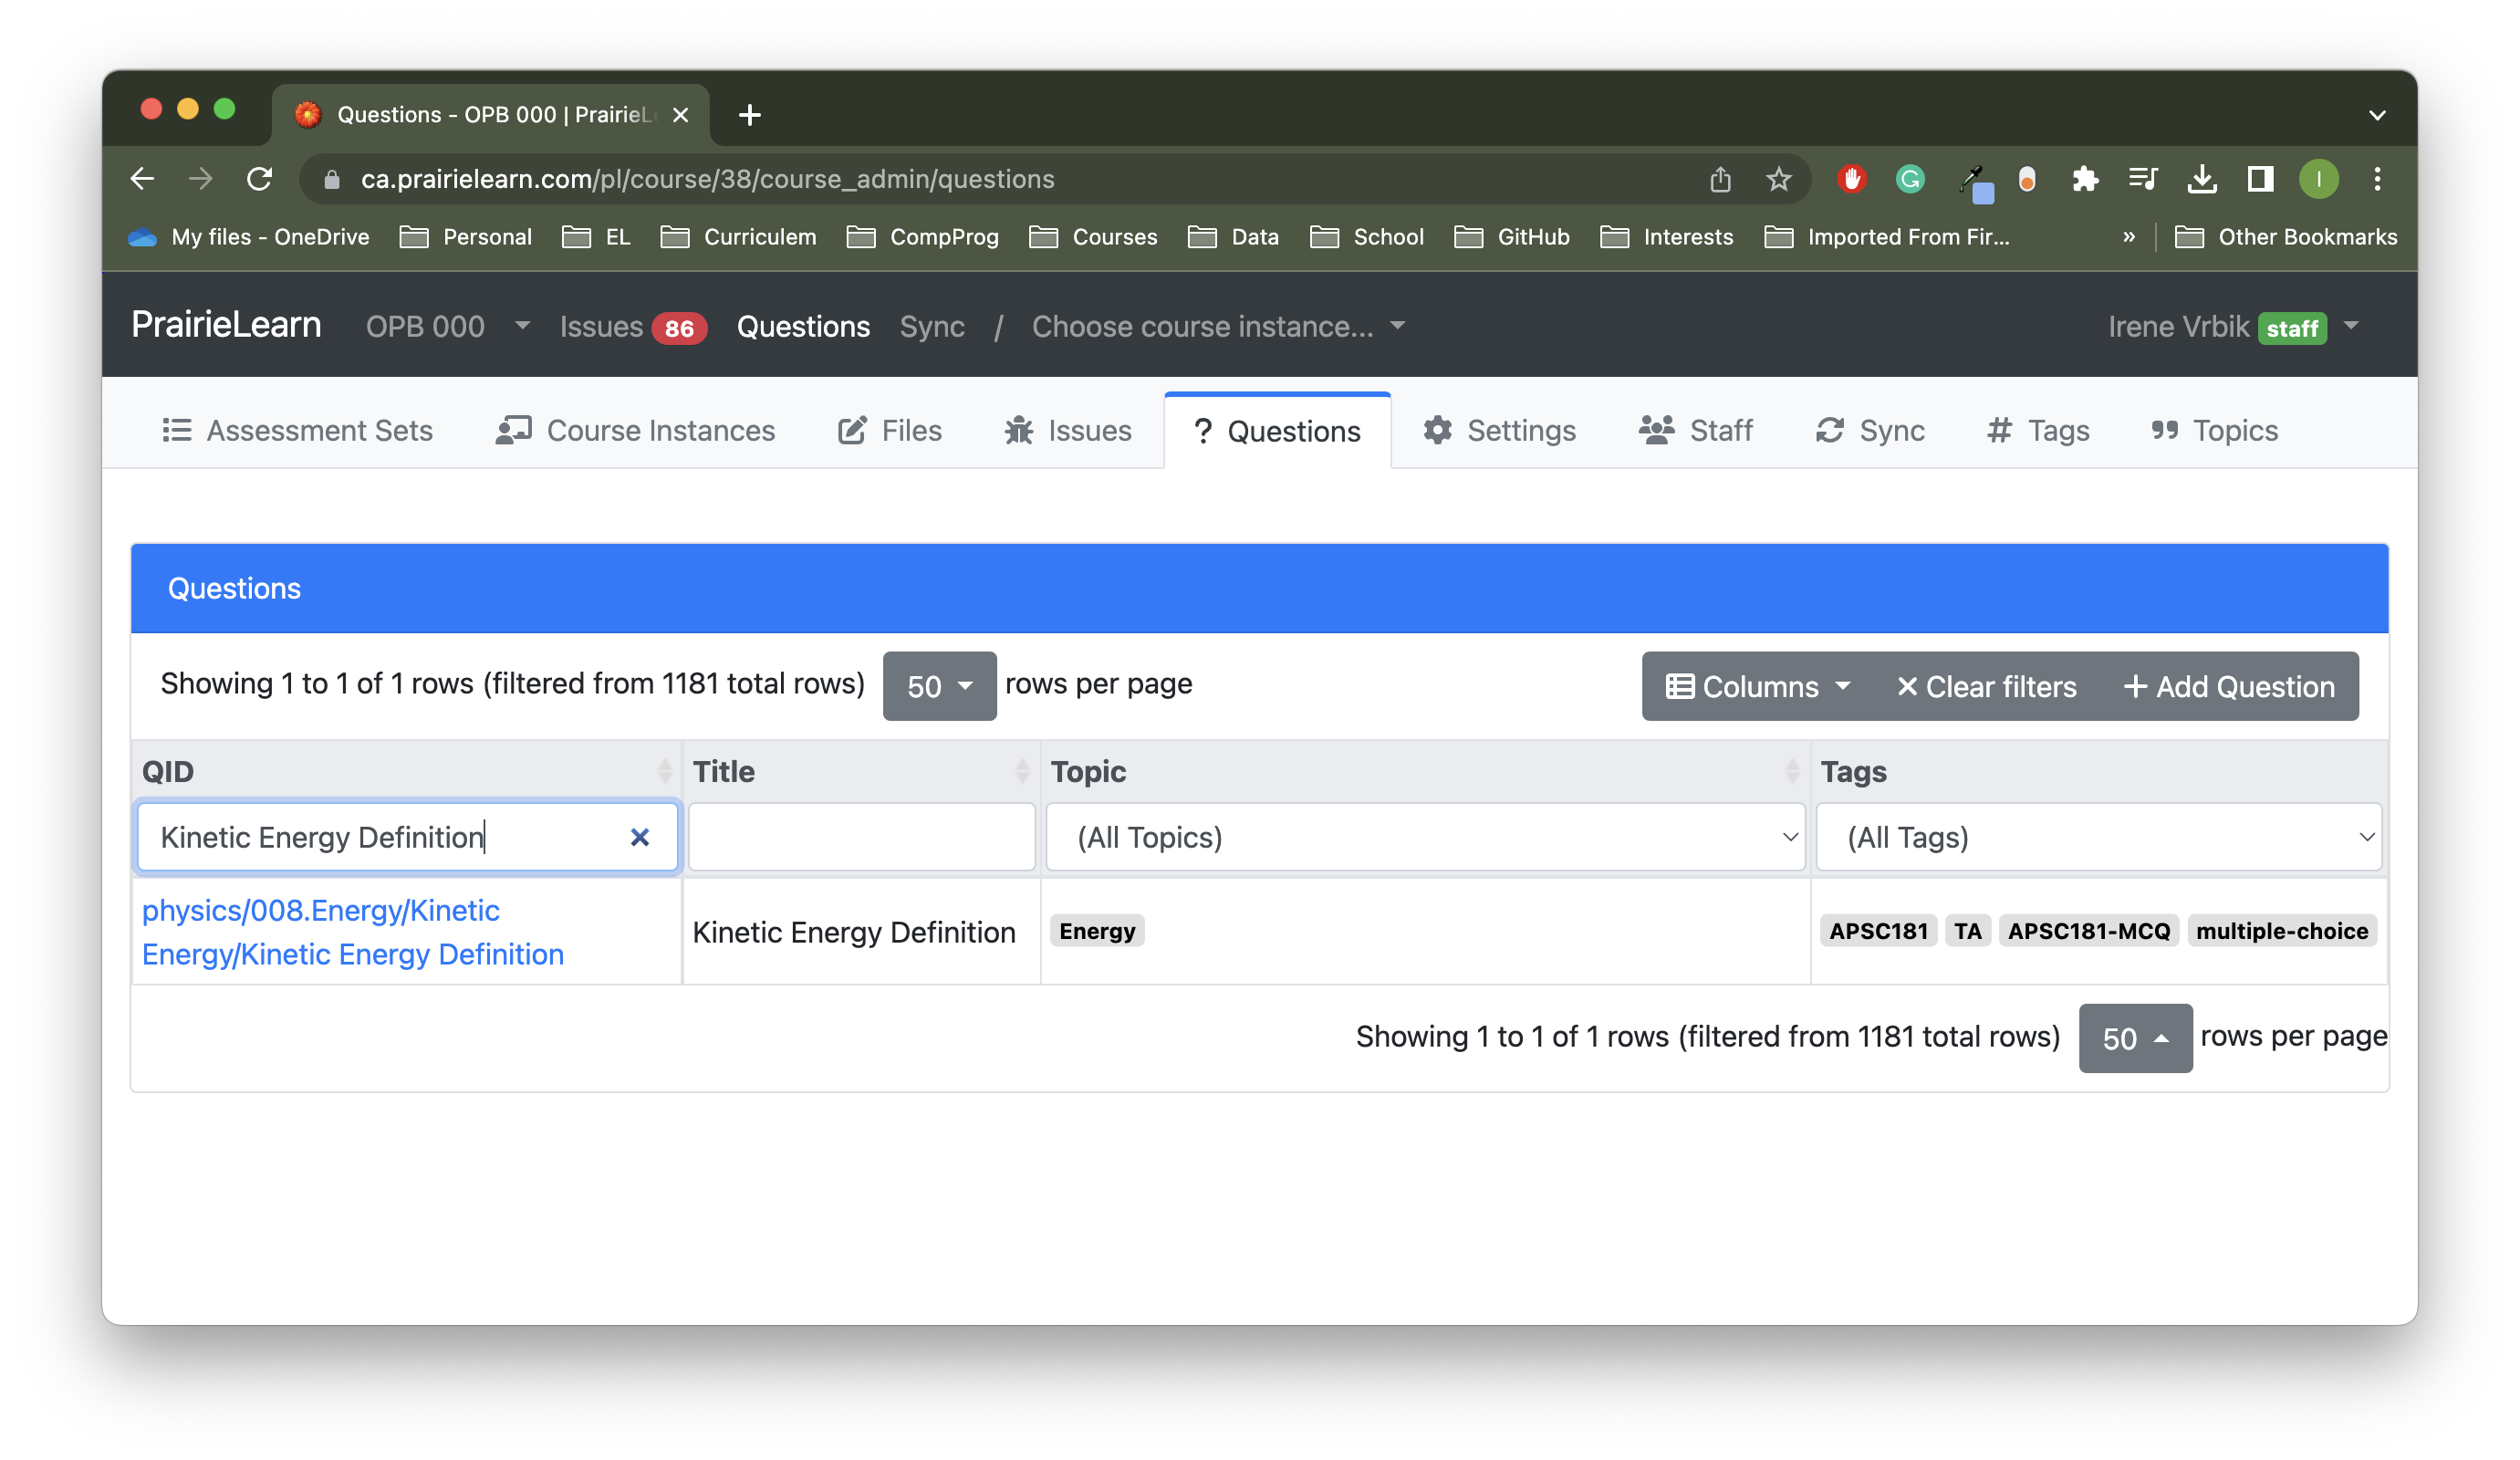 Questions - OPB 000 | PrairieL
ca.prairielearn.com/pl/course/38/course_admin/questions
My files - OneDrive Personal EL Curriculem CompProg Courses Data School GitHub Interests Imported From Fir... » Other Bookmarks
PrairieLearn OPB 000 Issues 86 Questions Sync / Choose course instance... Irene Vrbik staff
Assessment Sets Course Instances Files Issues ? Questions Settings Staff Sync # Tags Topics
Questions
Showing 1 to 1 of 1 rows (filtered from 1181 total rows) 50 rows per page Columns Clear filters + Add Question
QID Title Topic Tags
Kinetic Energy Definition (All Topics) (All Tags)
physics/008.Energy/Kinetic
Energy/Kinetic Energy Definition Kinetic Energy Definition Energy APSC181 TA APSC181-MCQ multiple-choice
Showing 1 to 1 of 1 rows (filtered from 1181 total rows) 50 rows per page